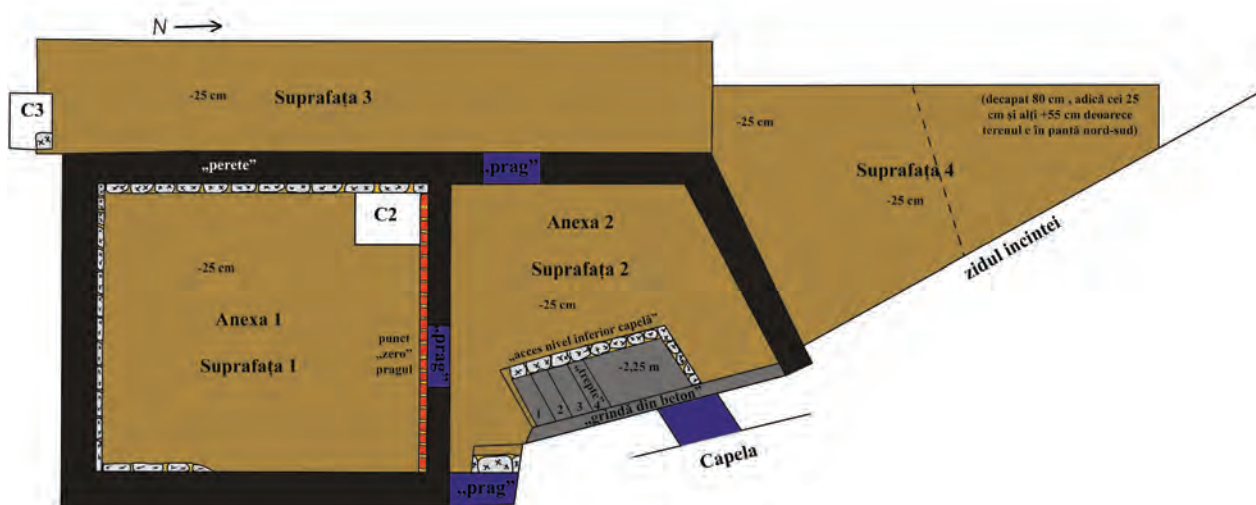 N
-25 cm
Suprafața 3
C3
„perete”
„prag”
-25 cm
(decapat 80 cm , adică cei 25
cm și alți +55 cm deoarece
terenul e în pantă nord-sud)
Suprafața 4
-25 cm
zidul incintei
C2
-25 cm
Anexa 1
Suprafața 1
punct
„zero”
pragul
„prag”
Anexa 2
Suprafața 2
-25 cm
„acces nivel inferior capelă”
1
2
3
4
„trepte”
-2,25 m
„grindă din beton”
Capela
„prag”